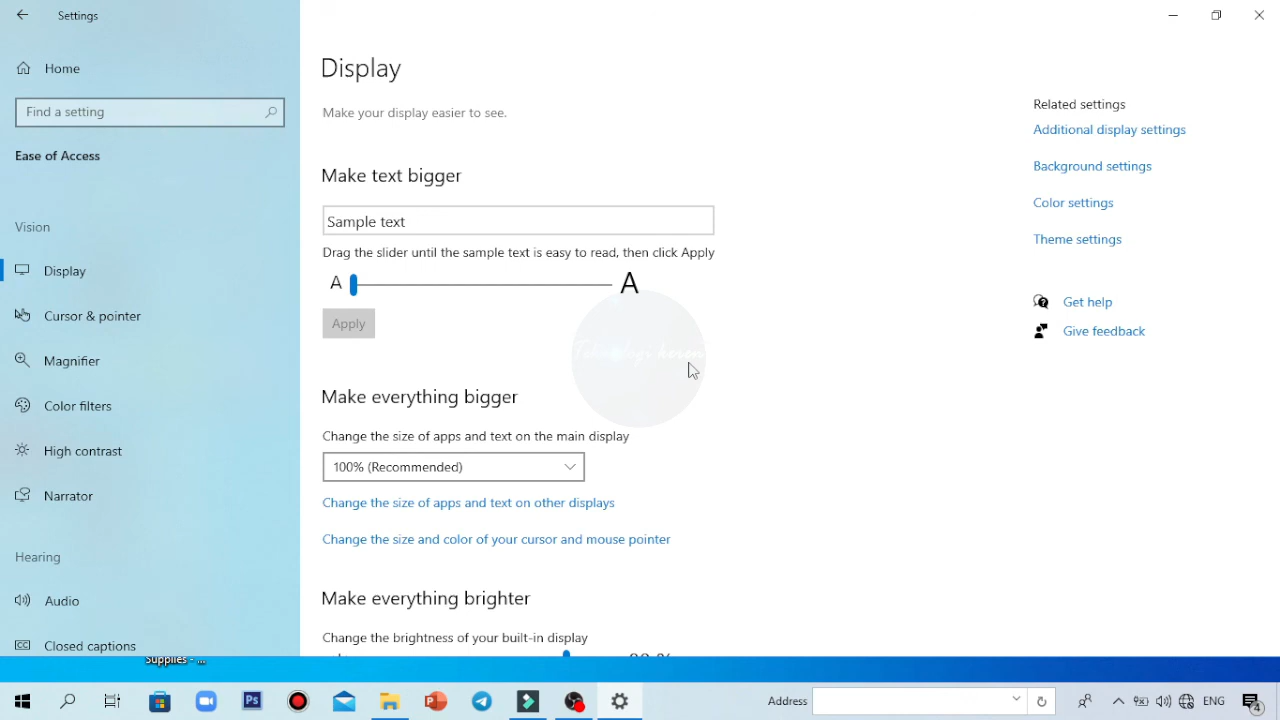 Settings
Home
Find a setting
Ease of Access
Vision
Display
Cursor & pointer
Magnifier
Color filters
High contrast
Narrator
Hearing
Audio
Closed captions
Display
Make your display easier to see.
Make text bigger
Sample text
Drag the slider until the sample text is easy to read, then click Apply
A A
Apply
Make everything bigger
Change the size of apps and text on the main display
100% (Recommended)
Change the size of apps and text on other displays
Change the size and color of your cursor and mouse pointer
Make everything brighter
Change the brightness of your built-in display
Related settings
Additional display settings
Background settings
Color settings
Theme settings
Get help
Give feedback
Supplies - ...
Ps
Address
ENG
4